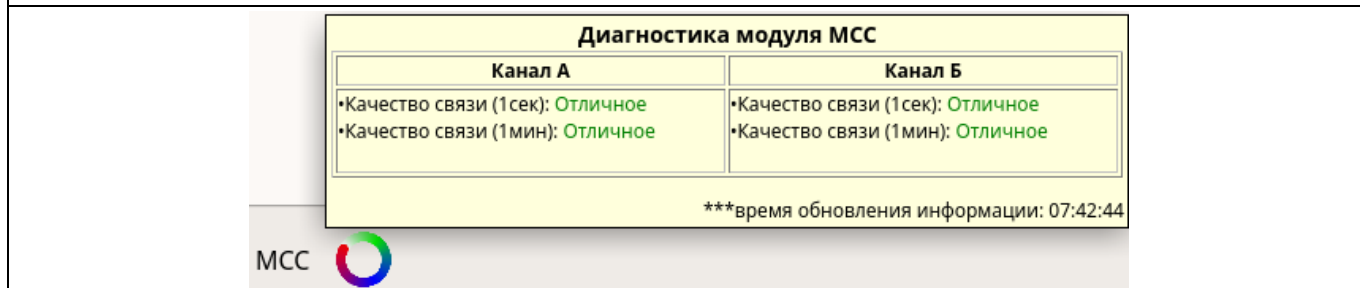 Диагностика модуля МСС
Канал А
Канал Б
•Качество связи (1сек): Отличное
•Качество связи (1мин): Отличное
•Качество связи (1сек): Отличное
•Качество связи (1мин): Отличное
***время обновления информации: 07:42:44
МСС